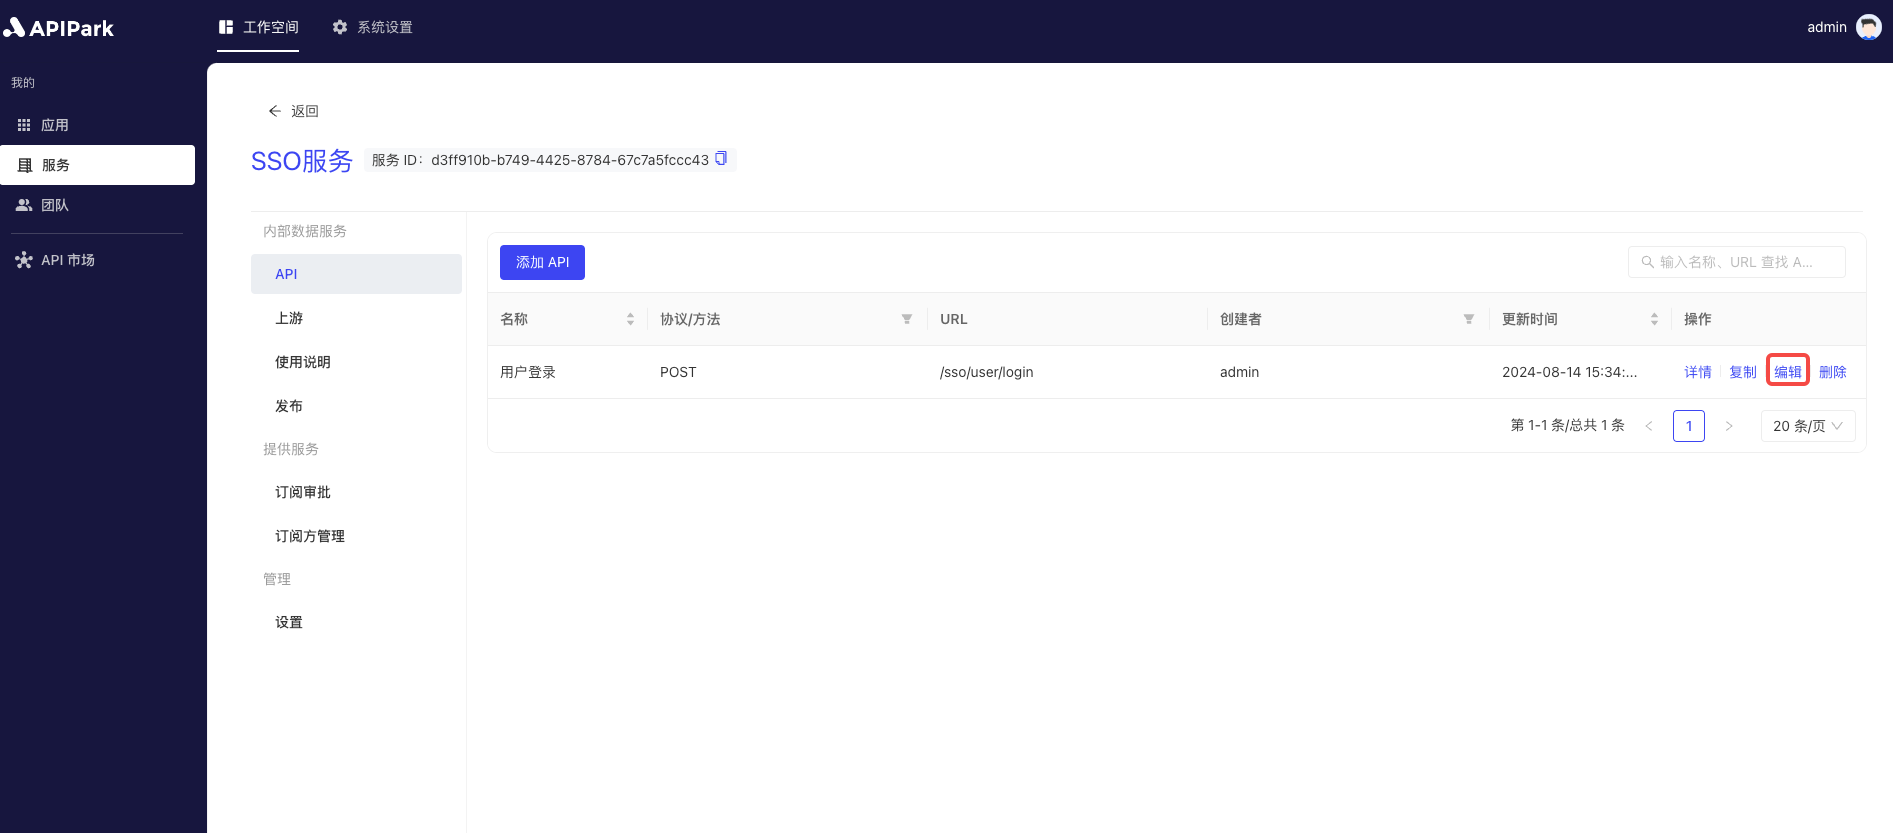 APIPark
工作空间
系统设置
admin
我的
应用
服务
团队
API 市场
返回
SSO服务
服务 ID：d3ff910b-b749-4425-8784-67c7a5fccc43
内部数据服务
API
上游
使用说明
发布
提供服务
订阅审批
订阅方管理
管理
设置
添加 API
输入名称、URL 查找 A...
名称 协议/方法 URL 创建者 更新时间 操作
用户登录 POST /sso/user/login admin 2024-08-14 15:34:... 详情 复制 编辑 删除
第 1-1 条/总共 1 条 1 20 条/页